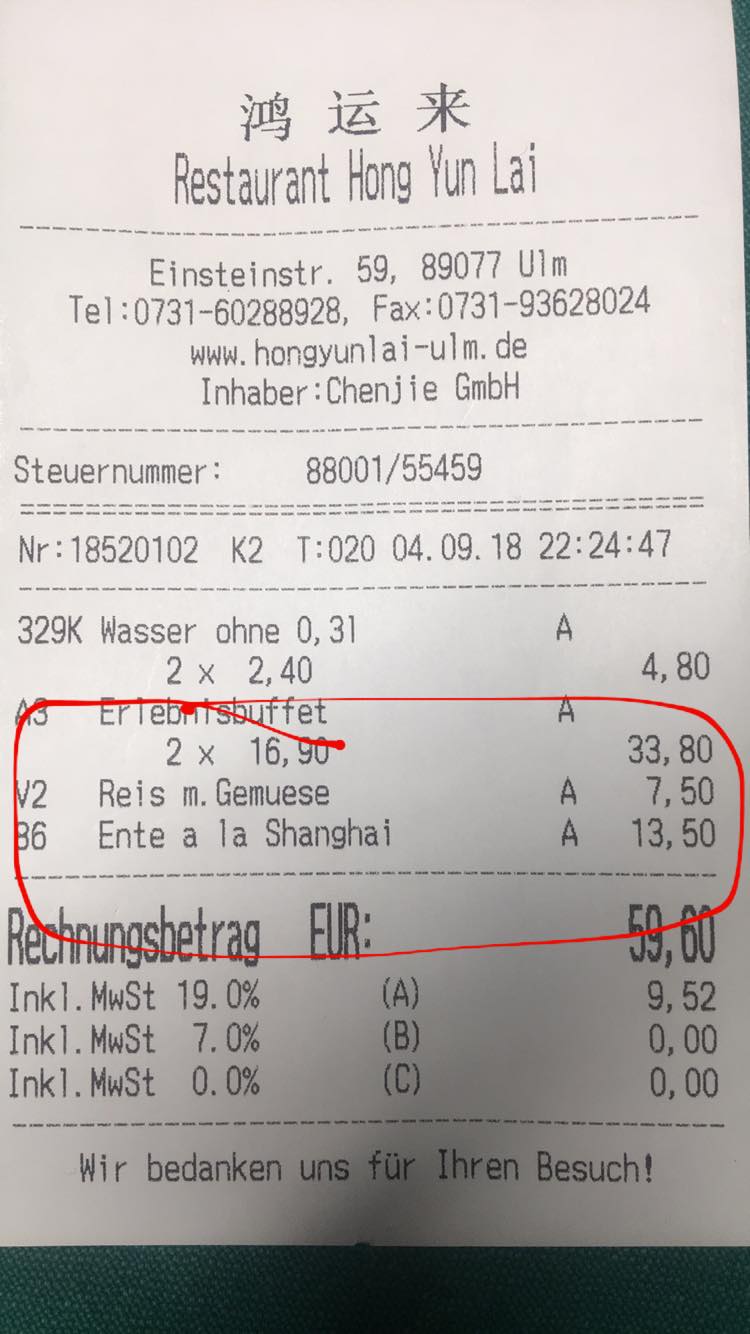 鸿运来
Restaurant Hong Yun Lai
Einsteinstr. 59, 89077 Ulm
Tel:0731-60288928, Fax:0731-93628024
www.hongyunlai-ulm.de
Inhaber:Chenjie GmbH
Steuernummer: 88001/55459
Nr:18520102 K2 T:020 04.09.18 22:24:47
329K Wasser ohne 0,3l A
2 x 2,40 4,80
A3 Erlebnisbuffet A
2 x 16,90 33,80
V2 Reis m.Gemuese A 7,50
B6 Ente a la Shanghai A 13,50
Rechnungsbetrag EUR: 59,60
Inkl.MwSt 19.0% (A) 9,52
Inkl.MwSt 7.0% (B) 0,00
Inkl.MwSt 0.0% (C) 0,00
Wir bedanken uns für Ihren Besuch!